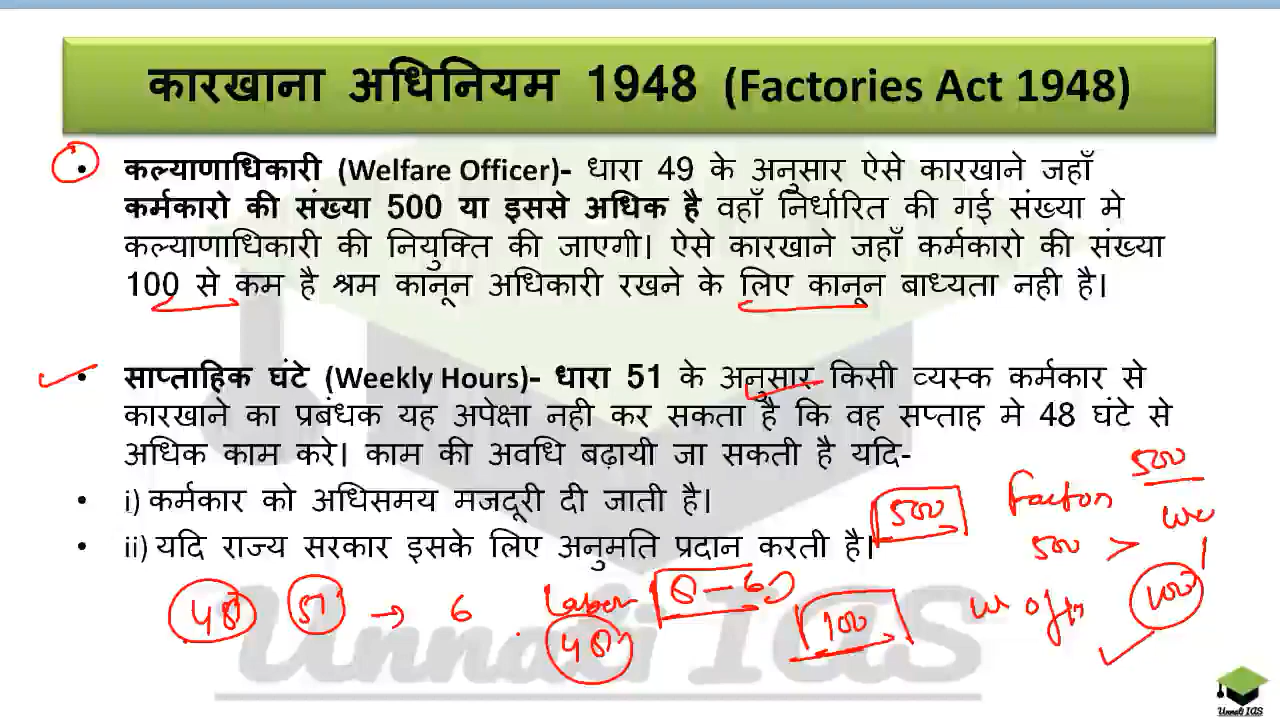 कारखाना अधिनियम 1948 (Factories Act 1948)
• कल्याणाधिकारी (Welfare Officer)- धारा 49 के अनुसार ऐसे कारखाने जहाँ
कर्मकारो की संख्या 500 या इससे अधिक है वहाँ निर्धारित की गई संख्या मे
कल्याणाधिकारी की नियुक्ति की जाएगी। ऐसे कारखाने जहाँ कर्मकारो की संख्या
100 से कम है श्रम कानून अधिकारी रखने के लिए कानून बाध्यता नही है।
• साप्ताहिक घंटे (Weekly Hours)- धारा 51 के अनुसार किसी व्यस्क कर्मकार से
कारखाने का प्रबंधक यह अपेक्षा नही कर सकता है कि वह सप्ताह मे 48 घंटे से
अधिक काम करे। काम की अवधि बढ़ायी जा सकती है यदि-
• i) कर्मकार को अधिसमय मजदूरी दी जाती है।
• ii) यदि राज्य सरकार इसके लिए अनुमति प्रदान करती है।
500
500
500 >
48 51 → 6
48
100
100
Unnati IAS
Unnati IAS